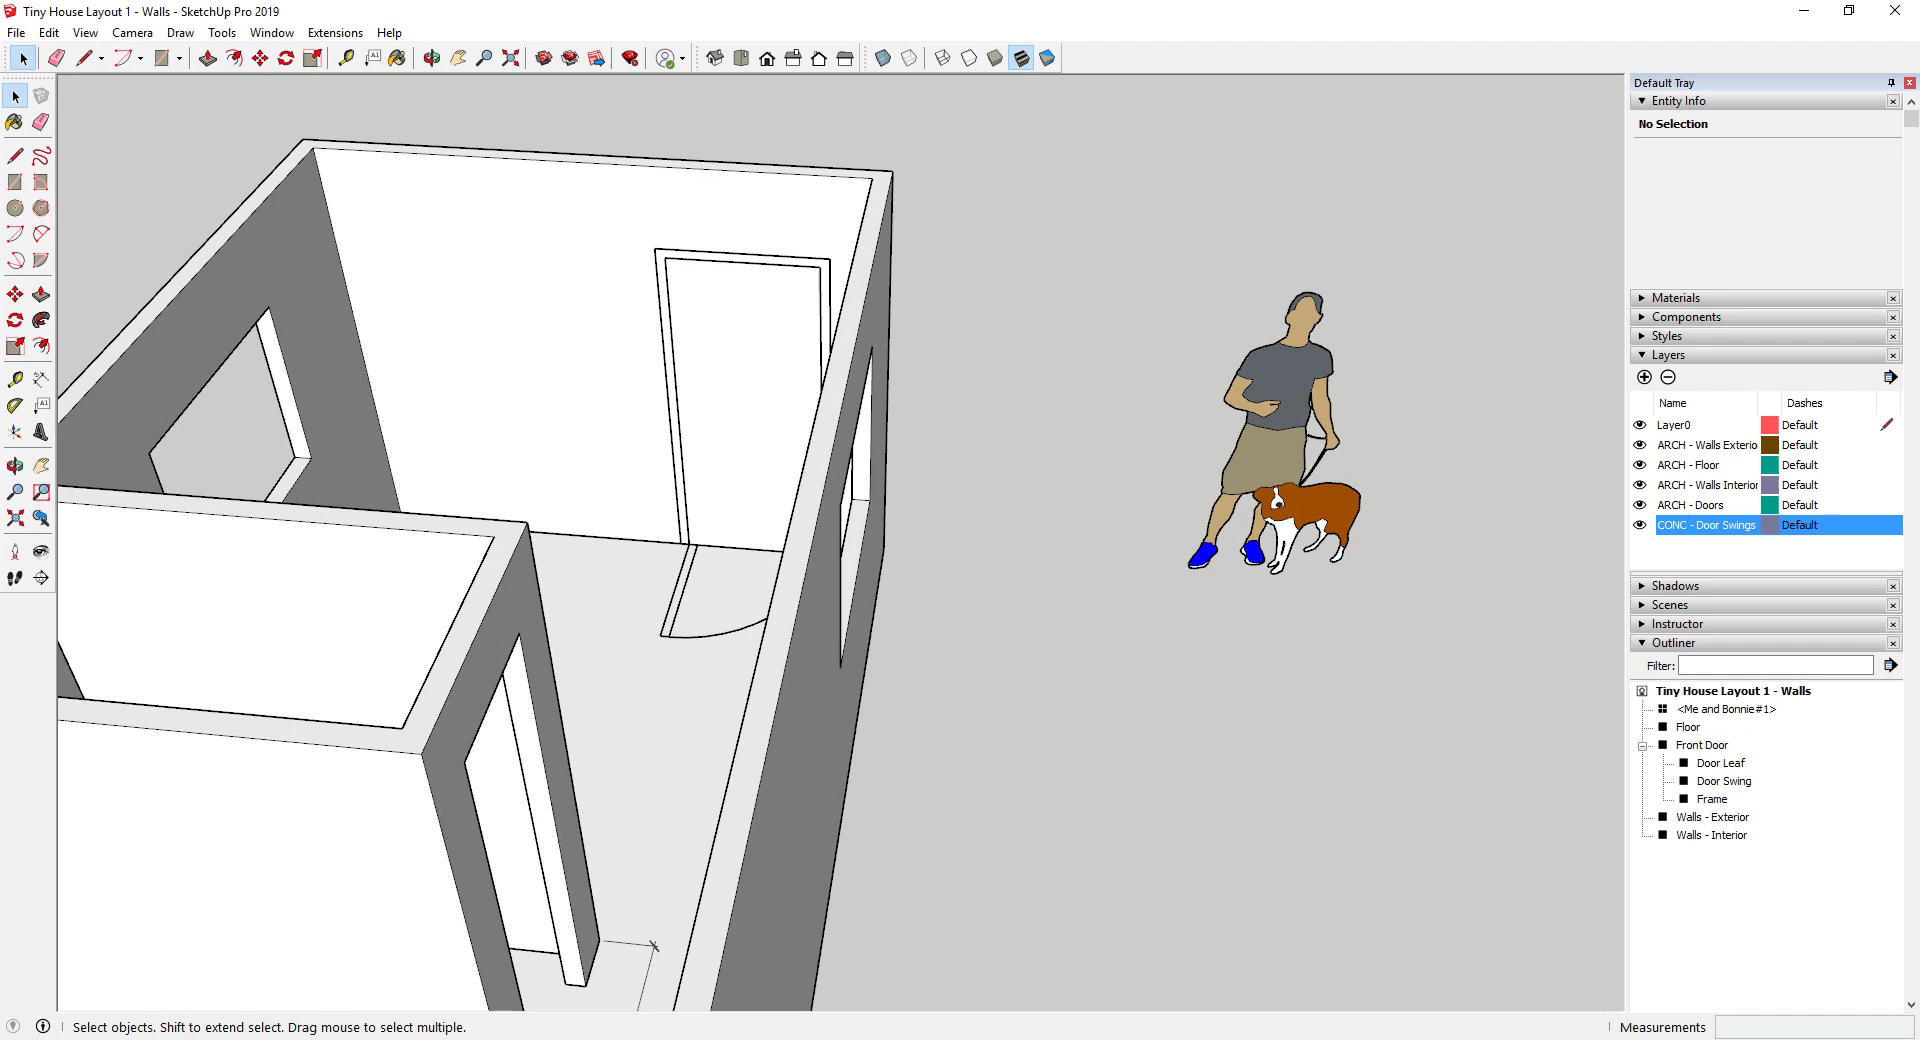 Tiny House Layout 1 - Walls - SketchUp Pro 2019
File Edit View Camera Draw Tools Window Extensions Help
Default Tray
Entity Info
No Selection
Materials
Components
Styles
Layers
Name Dashes
Layer0 Default
ARCH - Walls Exterio Default
ARCH - Floor Default
ARCH - Walls Interior Default
ARCH - Doors Default
CONC - Door Swings Default
Shadows
Scenes
Instructor
Outliner
Filter:
Tiny House Layout 1 - Walls
<Me and Bonnie#1>
Floor
Front Door
Door Leaf
Door Swing
Frame
Walls - Exterior
Walls - Interior
Select objects. Shift to extend select. Drag mouse to select multiple.
Measurements